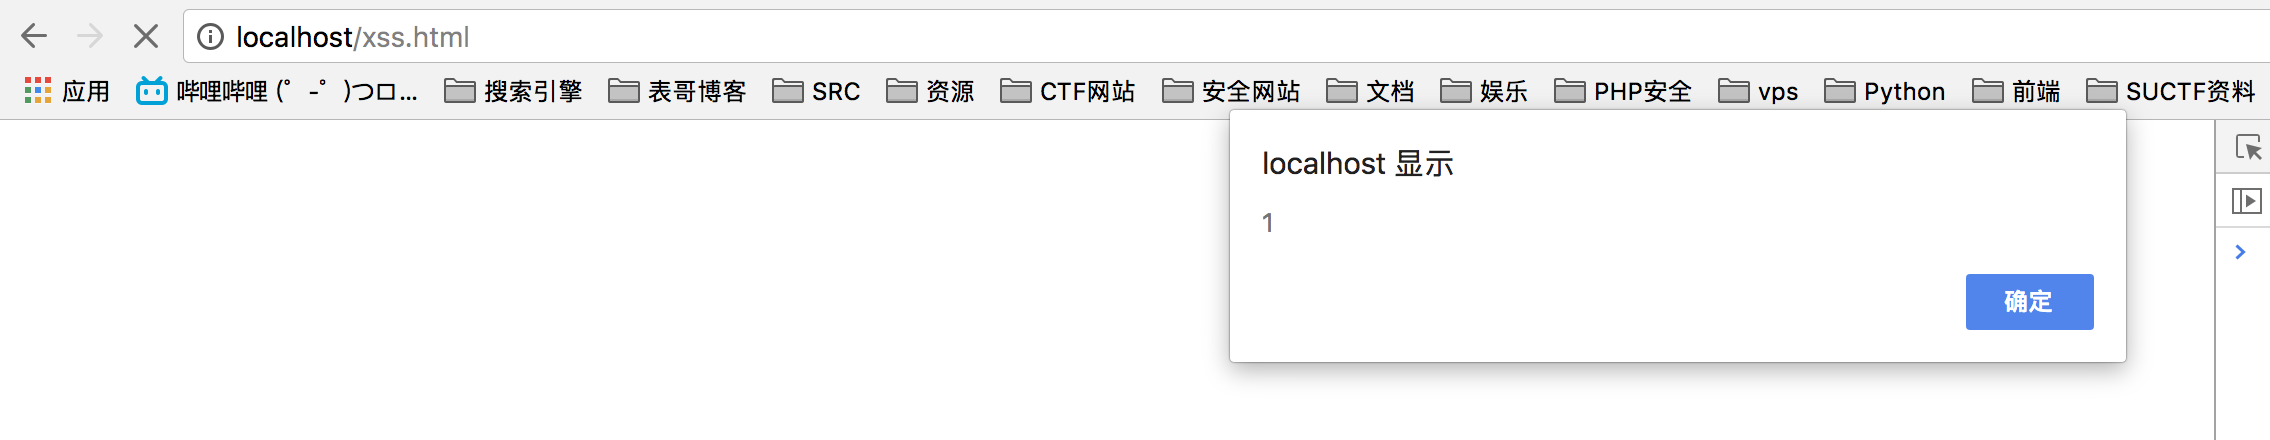 localhost/xss.html
应用 哔哩哔哩 (゜-゜)つロ... 搜索引擎 表哥博客 SRC 资源 CTF网站 安全网站 文档 娱乐 PHP安全 vps Python 前端 SUCTF资料
localhost 显示
1
确定